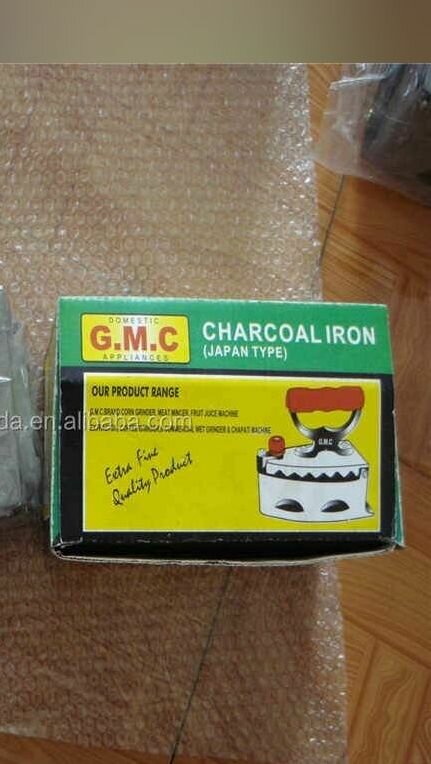 DOMESTIC
G.M.C
APPLIANCES
CHARCOAL IRON
(JAPAN TYPE)
OUR PRODUCT RANGE
G.M.C BRAND CORN GRINDER, MEAT MINCER, FRUIT JUICE MACHINE
WET GRINDER & CHAPATI MACHINE
da.en.alibaba.com
Extra Fine
Quality Product
G.M.C